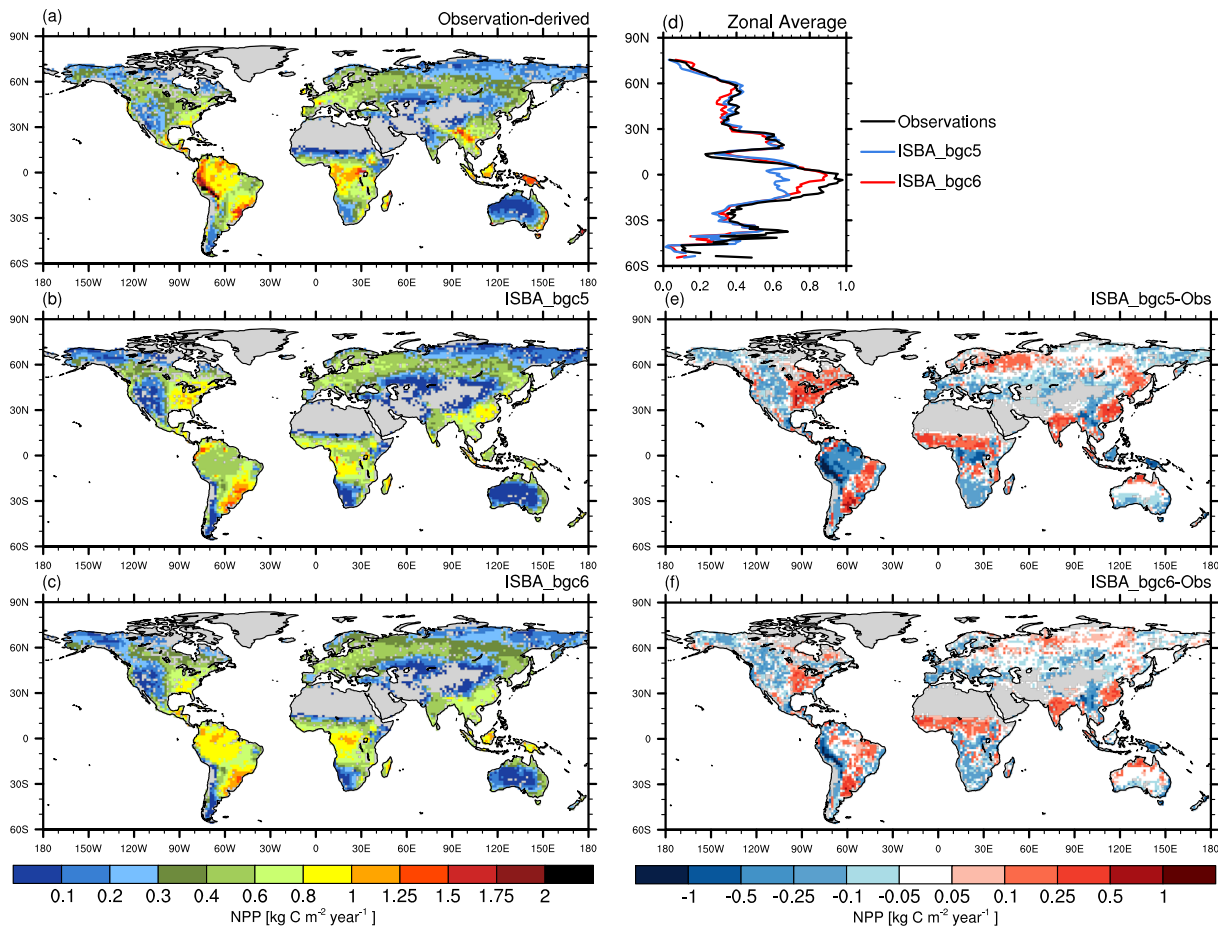 (a) Observation-derived
90N
60N
30N
0
30S
60S
180 150W 120W 90W 60W 30W 0 30E 60E 90E 120E 150E 180
(d) Zonal Average
90N
60N
30N
0
30S
60S
0.0 0.2 0.4 0.6 0.8 1.0
Observations
ISBA_bgc5
ISBA_bgc6
(b) ISBA_bgc5
90N
60N
30N
0
30S
60S
180 150W 120W 90W 60W 30W 0 30E 60E 90E 120E 150E 180
(e) ISBA_bgc5-Obs
90N
60N
30N
0
30S
60S
180 150W 120W 90W 60W 30W 0 30E 60E 90E 120E 150E 180
(c) ISBA_bgc6
90N
60N
30N
0
30S
60S
180 150W 120W 90W 60W 30W 0 30E 60E 90E 120E 150E 180
(f) ISBA_bgc6-Obs
90N
60N
30N
0
30S
60S
180 150W 120W 90W 60W 30W 0 30E 60E 90E 120E 150E 180
0.1 0.2 0.3 0.4 0.6 0.8 1 1.25 1.5 1.75 2
NPP [kg C m⁻² year⁻¹]
-1 -0.5 -0.25 -0.1 -0.05 0.05 0.1 0.25 0.5 1
NPP [kg C m⁻² year⁻¹]